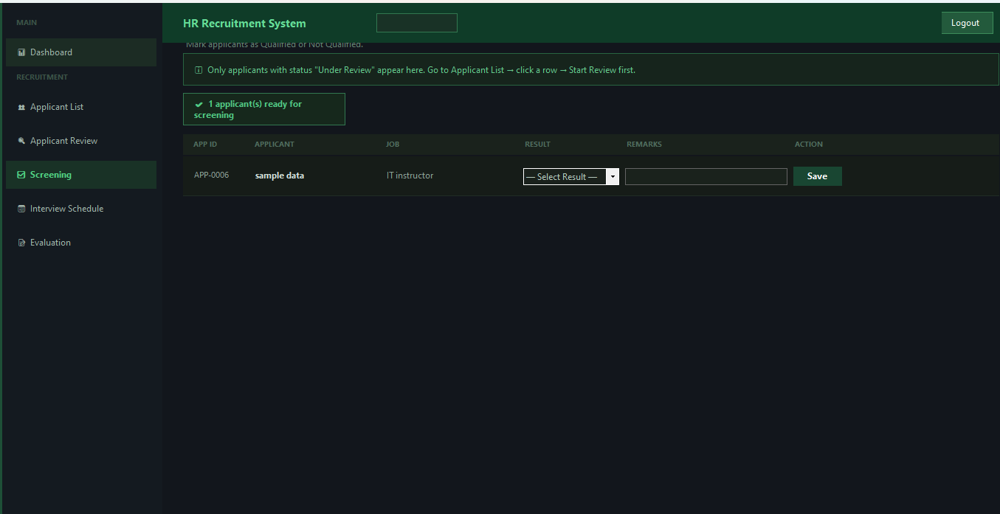 MAIN
Dashboard
RECRUITMENT
Applicant List
Applicant Review
Screening
Interview Schedule
Evaluation
HR Recruitment System
Logout
Mark applicants as Qualified or Not Qualified.
Only applicants with status "Under Review" appear here. Go to Applicant List → click a row → Start Review first.
1 applicant(s) ready for
screening
APP ID APPLICANT JOB RESULT REMARKS ACTION
APP-0006 sample data IT instructor — Select Result — Save